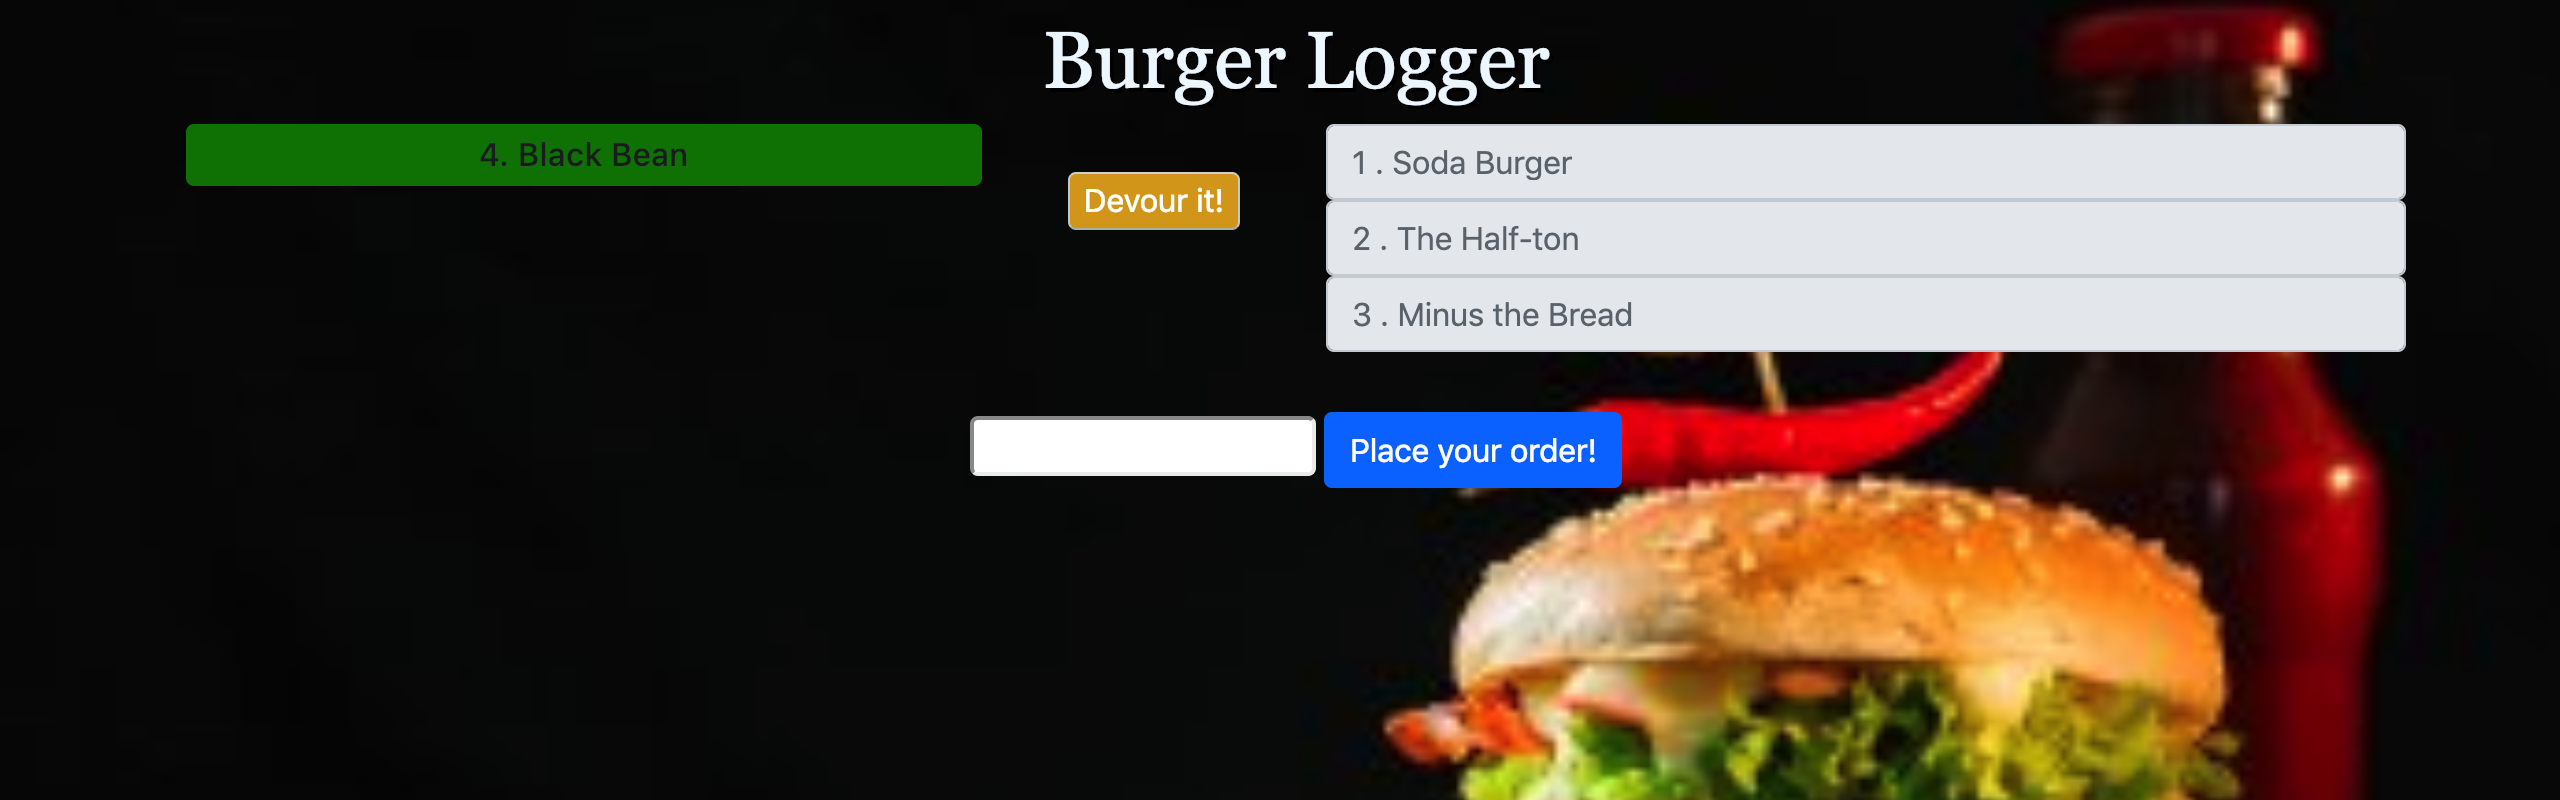 Burger Logger
4. Black Bean
Devour it!
1 . Soda Burger
2 . The Half-ton
3 . Minus the Bread
Place your order!